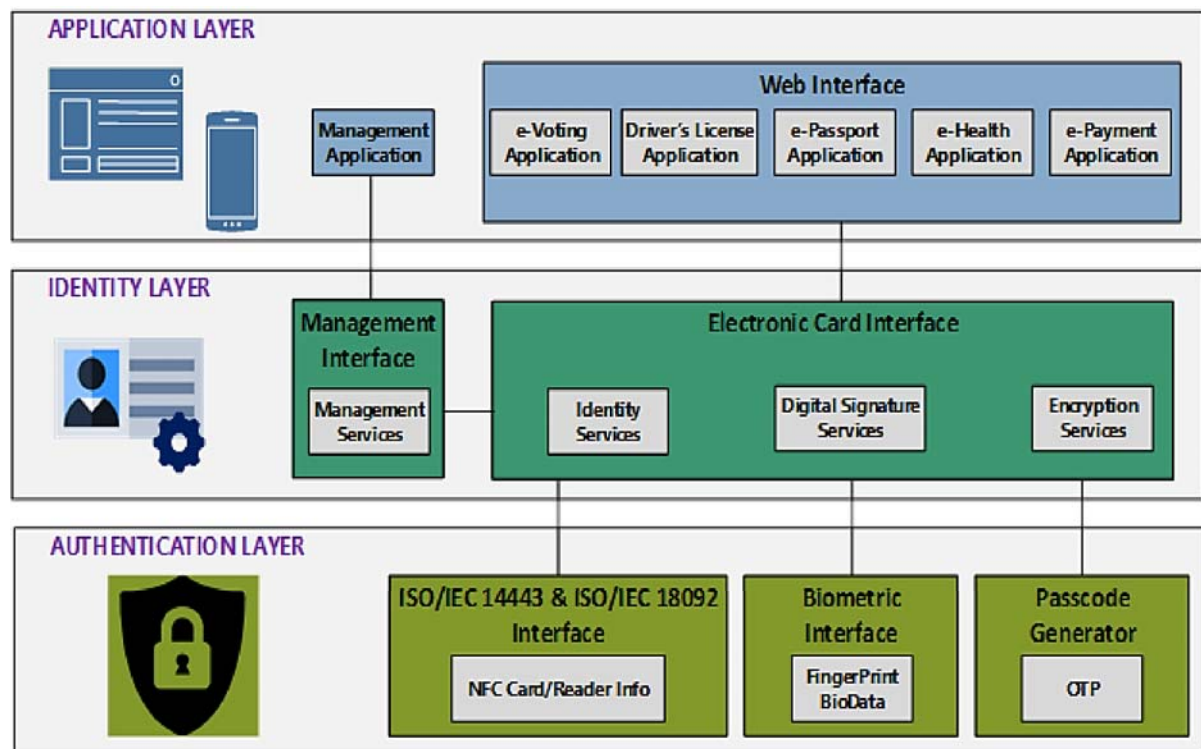 APPLICATION LAYER
Web Interface
Management
Application
e-Voting
Application
Driver's License
Application
e-Passport
Application
e-Health
Application
e-Payment
Application
IDENTITY LAYER
Management
Interface
Management
Services
Electronic Card Interface
Identity
Services
Digital Signature
Services
Encryption
Services
AUTHENTICATION LAYER
ISO/IEC 14443 & ISO/IEC 18092
Interface
NFC Card/Reader Info
Biometric
Interface
FingerPrint
BioData
Passcode
Generator
OTP